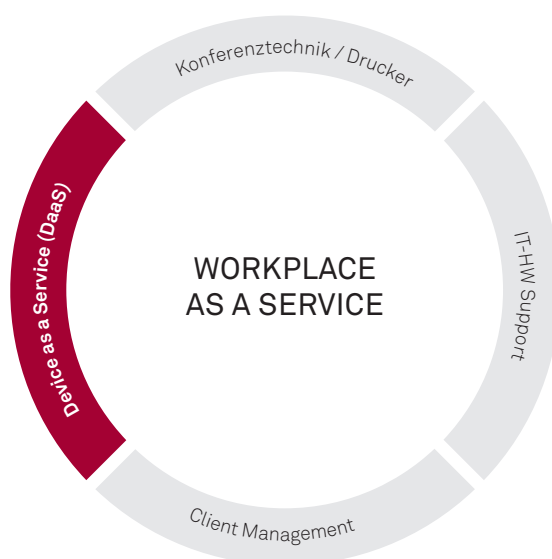 Konferenztechnik / Drucker
Device as a Service (DaaS)
WORKPLACE
AS A SERVICE
IT-HW Support
Client Management